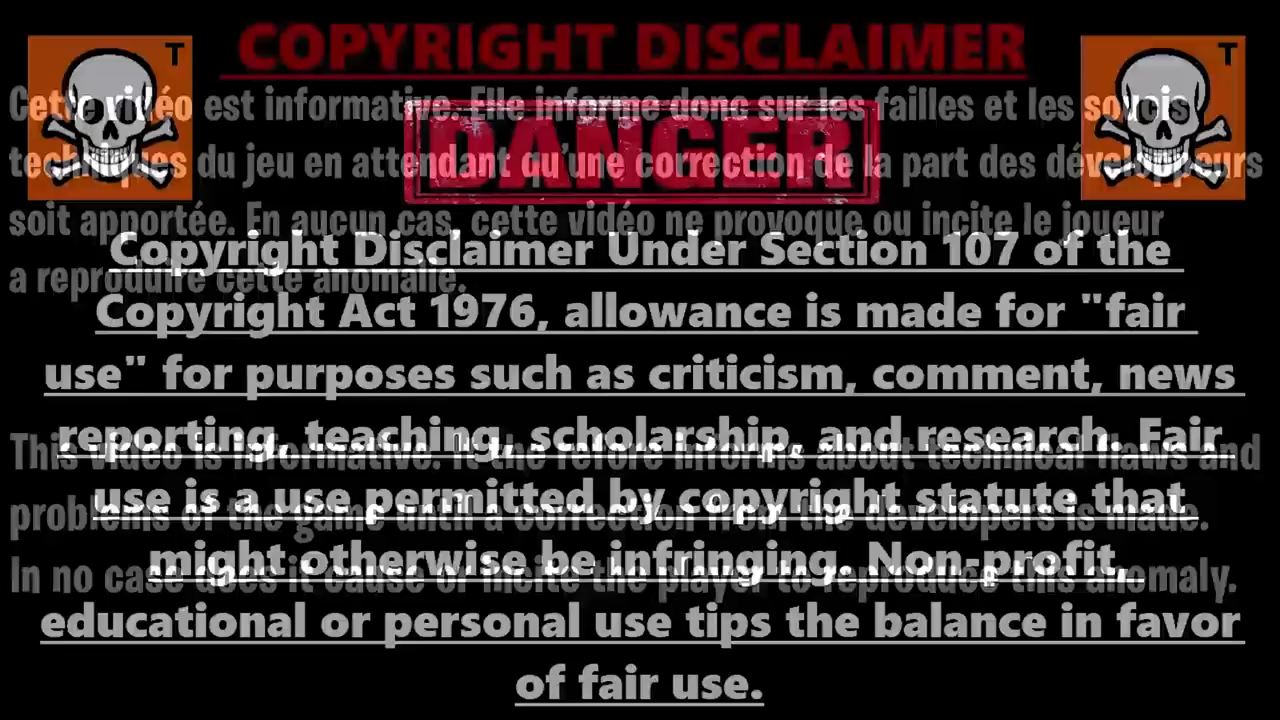 COPYRIGHT DISCLAIMER
T
T
Cette vidéo est informative. Elle informe donc sur les failles et les soucis
DANGER
techniques du jeu en attendant qu'une correction de la part des développeurs
soit apportée. En aucun cas, cette vidéo ne provoque ou incite le joueur
a reproduire cette anomalie.
Copyright Disclaimer Under Section 107 of the
Copyright Act 1976, allowance is made for "fair
use" for purposes such as criticism, comment, news
reporting, teaching, scholarship, and research. Fair
use is a use permitted by copyright statute that
might otherwise be infringing. Non-profit,
educational or personal use tips the balance in favor
of fair use.
This video is informative. It the refore informs about technical flaws and
problems of the game until a correction from the developers is made.
In no case does it cause or incite the player to reproduce this anomaly.